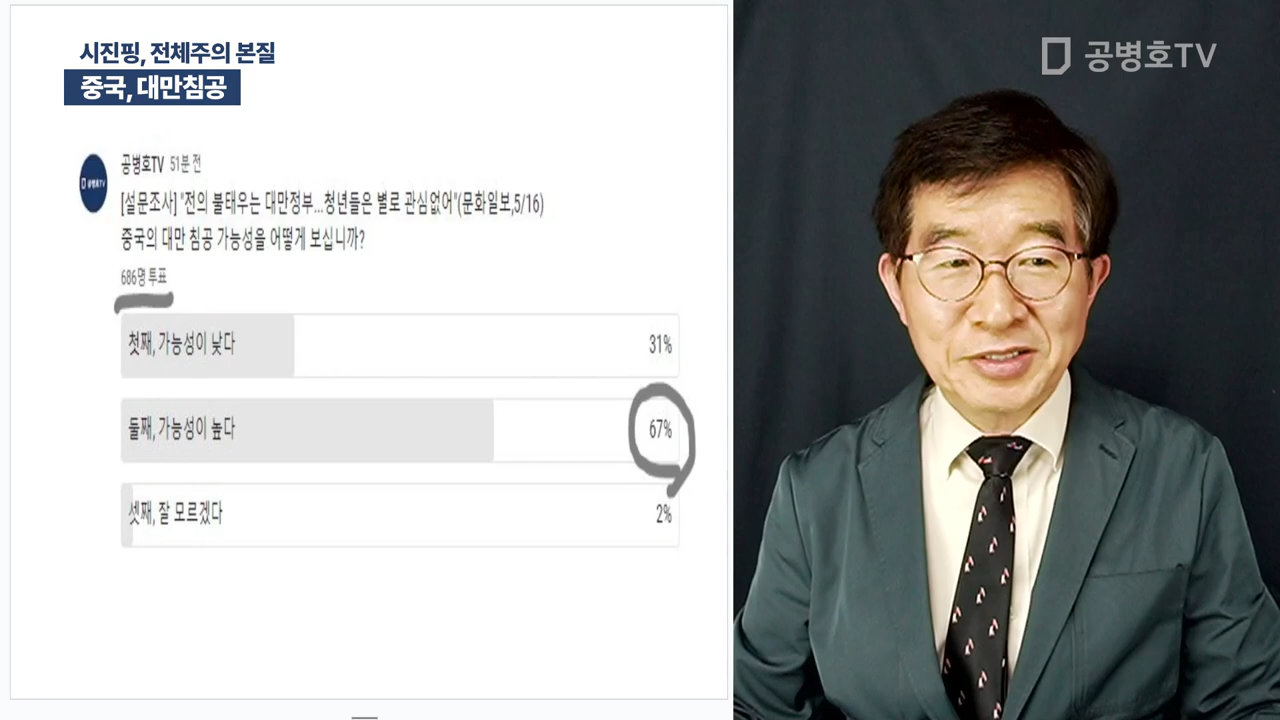 시진핑, 전체주의 본질
중국, 대만침공
공병호TV
공병호TV
공병호TV 51분 전
[설문조사] "전의 불태우는 대만정부...청년들은 별로 관심없어"(문화일보,5/16)
중국의 대만 침공 가능성을 어떻게 보십니까?
686명 투표
첫째, 가능성이 낮다 31%
둘째, 가능성이 높다 67%
셋째, 잘 모르겠다 2%